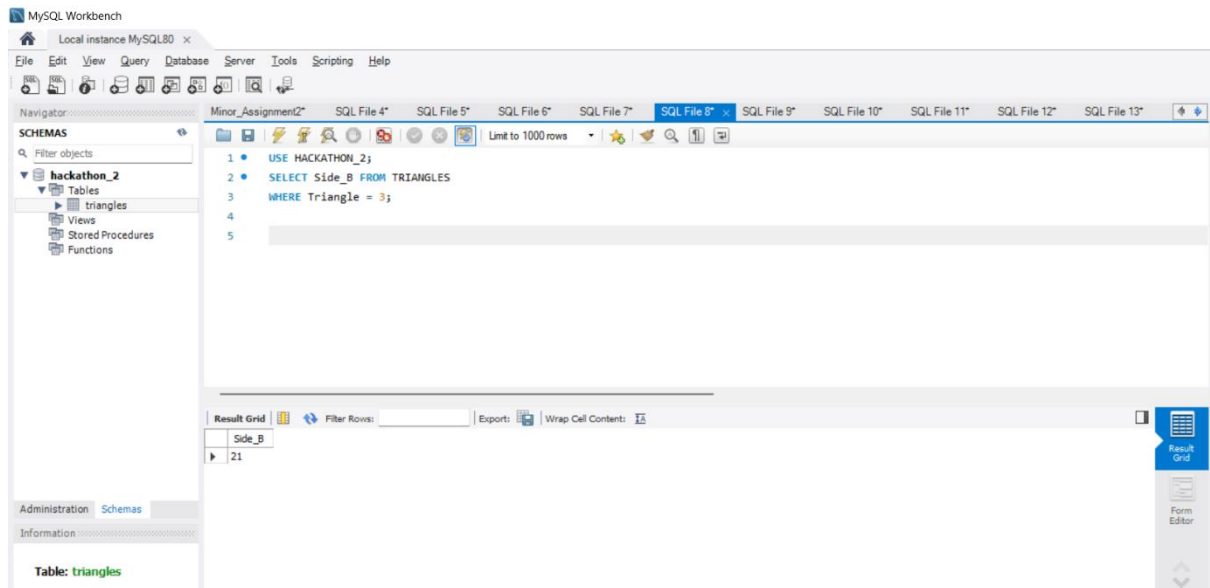 MySQL Workbench
Local instance MySQL80 ×
File Edit View Query Database Server Tools Scripting Help
Navigator
Minor_Assignment2* SQL File 4* SQL File 5* SQL File 6* SQL File 7* SQL File 8* × SQL File 9* SQL File 10* SQL File 11* SQL File 12* SQL File 13*
SCHEMAS
Limit to 1000 rows
Filter objects
hackathon_2
Tables
triangles
Views
Stored Procedures
Functions
1 USE HACKATHON_2;
2 SELECT Side_B FROM TRIANGLES
3 WHERE Triangle = 3;
4
5
Result Grid Filter Rows: Export: Wrap Cell Content:
Side_B
21
Result
Grid
Form
Editor
Administration Schemas
Information
Table: triangles